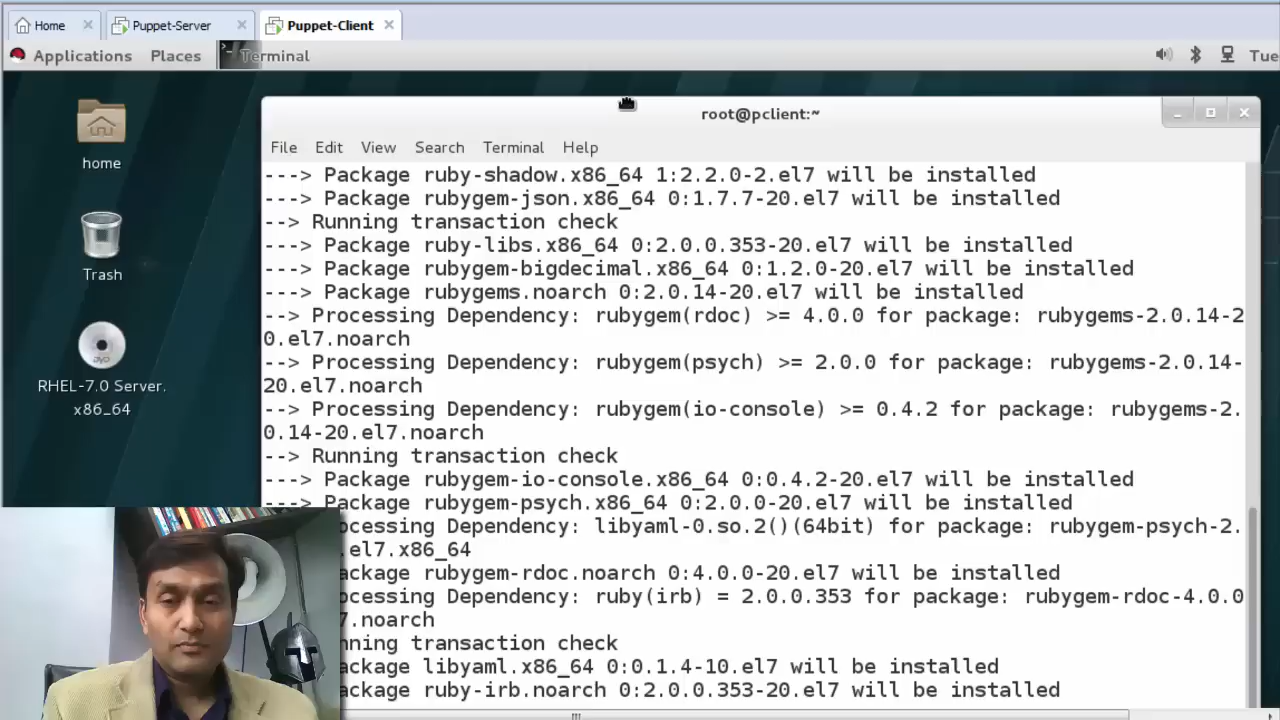 Home
Puppet-Server
Puppet-Client
Applications
Places
Terminal
Tue
home
Trash
RHEL-7.0 Server.
x86_64
root@pclient:~
File Edit View Search Terminal Help
---> Package ruby-shadow.x86_64 1:2.2.0-2.el7 will be installed
---> Package rubygem-json.x86_64 0:1.7.7-20.el7 will be installed
--> Running transaction check
---> Package ruby-libs.x86_64 0:2.0.0.353-20.el7 will be installed
---> Package rubygem-bigdecimal.x86_64 0:1.2.0-20.el7 will be installed
---> Package rubygems.noarch 0:2.0.14-20.el7 will be installed
--> Processing Dependency: rubygem(rdoc) >= 4.0.0 for package: rubygems-2.0.14-2
0.el7.noarch
--> Processing Dependency: rubygem(psych) >= 2.0.0 for package: rubygems-2.0.14-
20.el7.noarch
--> Processing Dependency: rubygem(io-console) >= 0.4.2 for package: rubygems-2.
0.14-20.el7.noarch
--> Running transaction check
---> Package rubygem-io-console.x86_64 0:0.4.2-20.el7 will be installed
---> Package rubygem-psych.x86_64 0:2.0.0-20.el7 will be installed
ocessing Dependency: libyaml-0.so.2()(64bit) for package: rubygem-psych-2.
.el7.x86_64
ackage rubygem-rdoc.noarch 0:4.0.0-20.el7 will be installed
ocessing Dependency: ruby(irb) = 2.0.0.353 for package: rubygem-rdoc-4.0.0
7.noarch
nning transaction check
ackage libyaml.x86_64 0:0.1.4-10.el7 will be installed
ackage ruby-irb.noarch 0:2.0.0.353-20.el7 will be installed